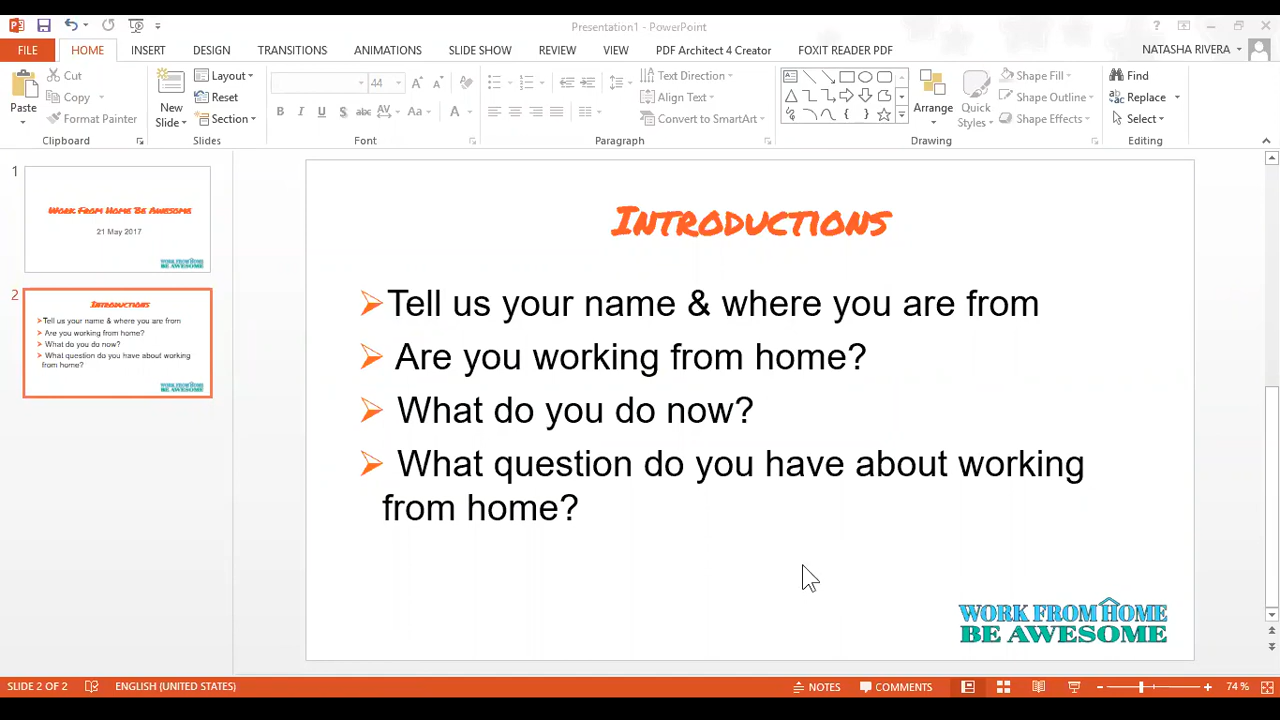 Presentation1 - PowerPoint
?
FILE HOME INSERT DESIGN TRANSITIONS ANIMATIONS SLIDE SHOW REVIEW VIEW PDF Architect 4 Creator FOXIT READER PDF NATASHA RIVERA
Paste
Cut
Copy
Format Painter
Clipboard
New Slide
Layout
Reset
Section
Slides
44
B I U S abc AV Aa A
Font
Text Direction
Align Text
Convert to SmartArt
Paragraph
Arrange
Quick Styles
Shape Fill
Shape Outline
Shape Effects
Drawing
Find
Replace
Select
Editing
1
Work From Home Be Awesome
21 May 2017
WORK FROM HOME
BE AWESOME
2
Introductions
Tell us your name & where you are from
Are you working from home?
What do you do now?
What question do you have about working
from home?
WORK FROM HOME
BE AWESOME
Introductions
Tell us your name & where you are from
Are you working from home?
What do you do now?
What question do you have about working
from home?
WORK FROM HOME
BE AWESOME
SLIDE 2 OF 2 ENGLISH (UNITED STATES) NOTES COMMENTS 74 %